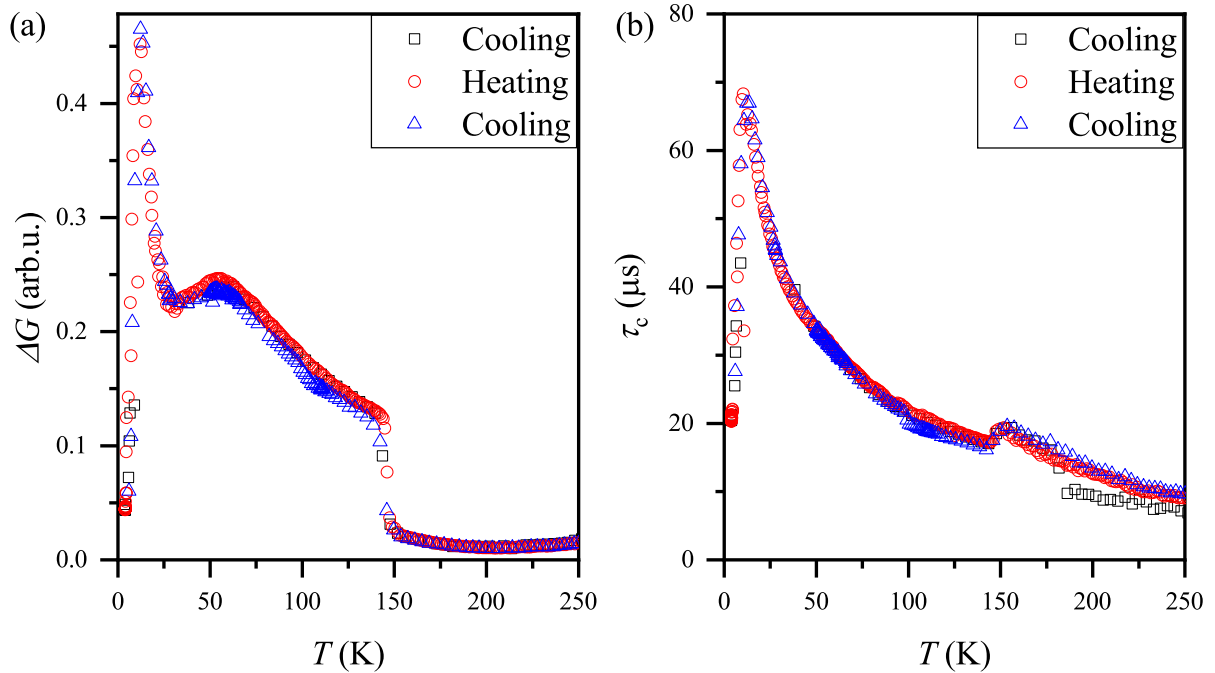 (a)
Cooling
Heating
Cooling
ΔG (arb.u.)
0.4
0.3
0.2
0.1
0.0
0 50 100 150 200 250
T (K)
(b)
Cooling
Heating
Cooling
τc (μs)
80
60
40
20
0
0 50 100 150 200 250
T (K)